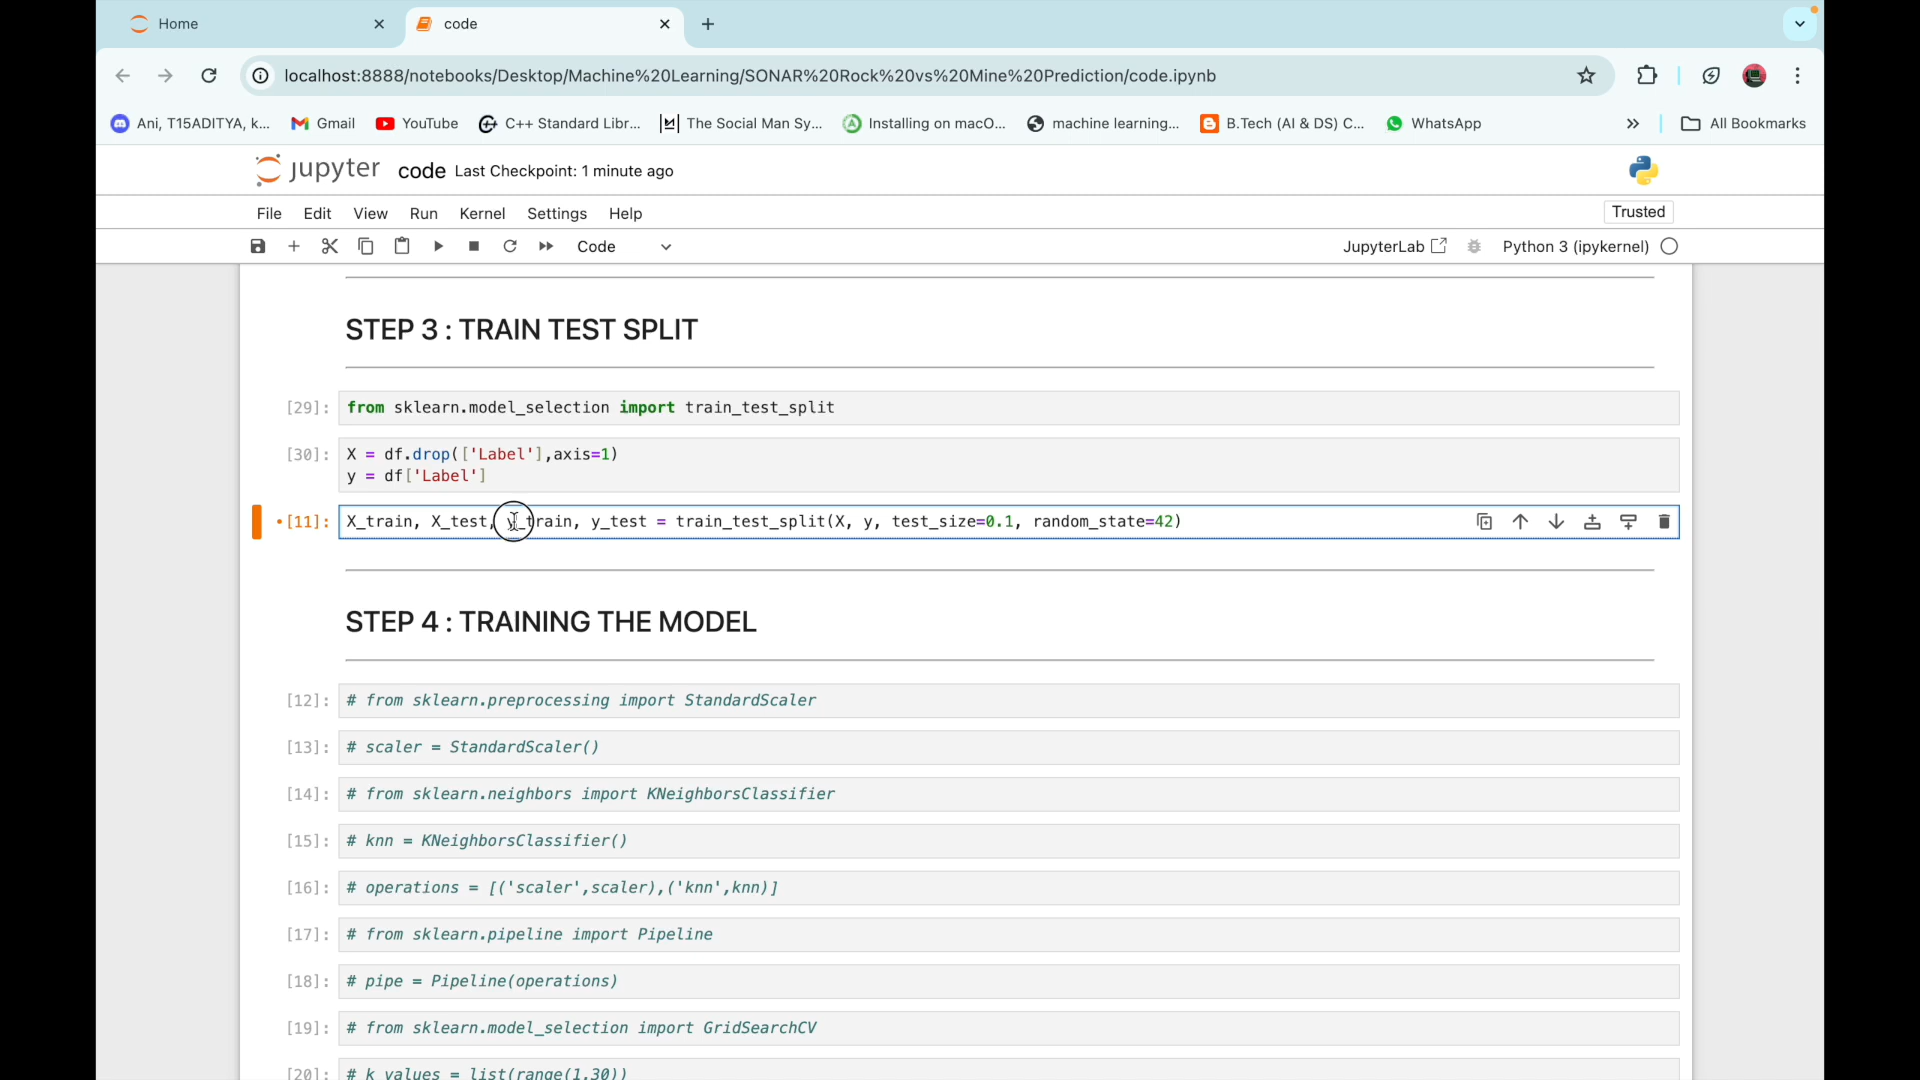 Home
code
localhost:8888/notebooks/Desktop/Machine%20Learning/SONAR%20Rock%20vs%20Mine%20Prediction/code.ipynb
Ani, T15ADITYA, k... Gmail YouTube C++ Standard Libr... The Social Man Sy... Installing on macO... machine learning... B.Tech (AI & DS) C... WhatsApp » All Bookmarks
jupyter code Last Checkpoint: 1 minute ago
File Edit View Run Kernel Settings Help Trusted
Code JupyterLab Python 3 (ipykernel)
STEP 3 : TRAIN TEST SPLIT
[29]: from sklearn.model_selection import train_test_split
[30]: X = df.drop(['Label'],axis=1)
y = df['Label']
•[11]: X_train, X_test, y_train, y_test = train_test_split(X, y, test_size=0.1, random_state=42)
STEP 4 : TRAINING THE MODEL
[12]: # from sklearn.preprocessing import StandardScaler
[13]: # scaler = StandardScaler()
[14]: # from sklearn.neighbors import KNeighborsClassifier
[15]: # knn = KNeighborsClassifier()
[16]: # operations = [('scaler',scaler),('knn',knn)]
[17]: # from sklearn.pipeline import Pipeline
[18]: # pipe = Pipeline(operations)
[19]: # from sklearn.model_selection import GridSearchCV
[20]: # k_values = list(range(1,30))